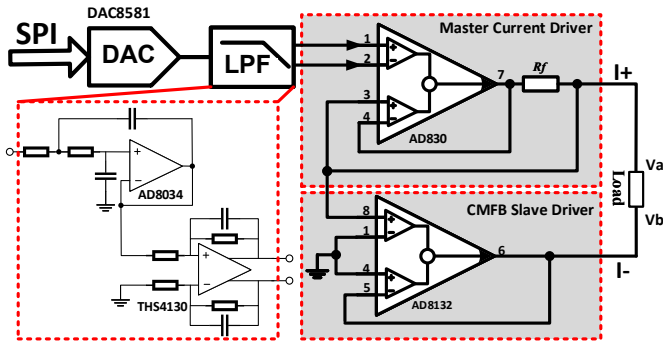 DAC8581
SPI
DAC
LPF
Master Current Driver
1
+
2
−
7
Rf
I+
3
+
4
−
AD830
Va
Load
Vb
+
−
AD8034
CMFB Slave Driver
8
+
1
−
6
I-
4
+
5
−
AD8132
+
−
THS4130